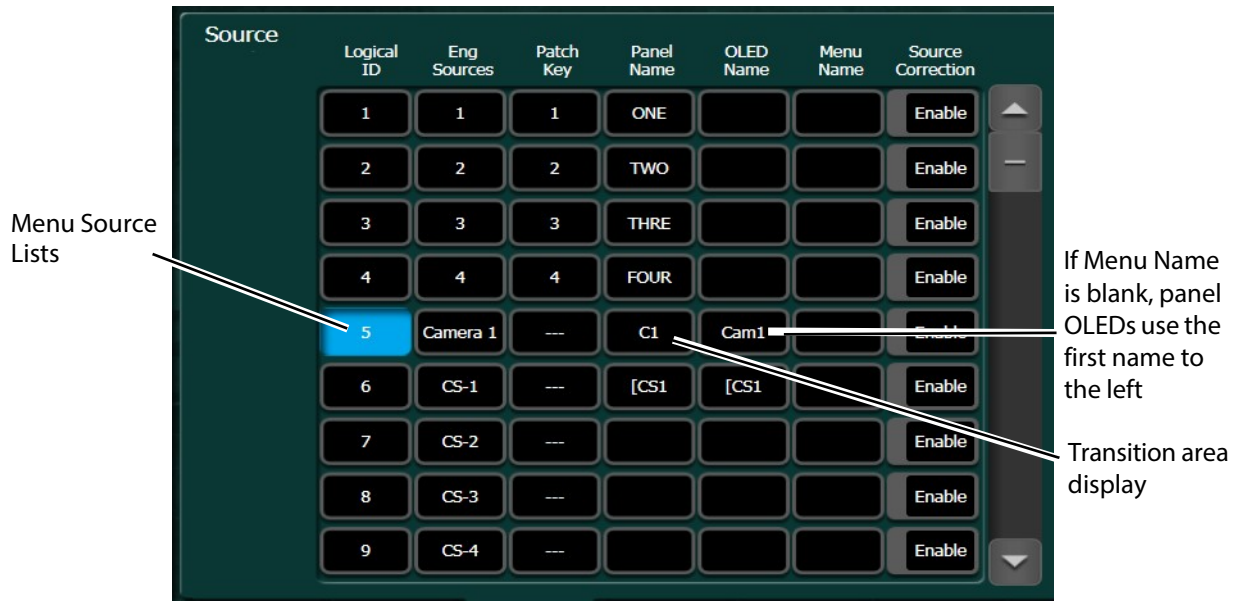 Source
Logical ID Eng Sources Patch Key Panel Name OLED Name Menu Name Source Correction
1 1 1 ONE Enable
2 2 2 TWO Enable
3 3 3 THRE Enable
4 4 4 FOUR Enable
5 Camera 1 --- C1 Cam1 Enable
6 CS-1 --- [CS1 [CS1 Enable
7 CS-2 --- Enable
8 CS-3 --- Enable
9 CS-4 --- Enable
Menu Source
Lists
If Menu Name
is blank, panel
OLEDs use the
first name to
the left
Transition area
display